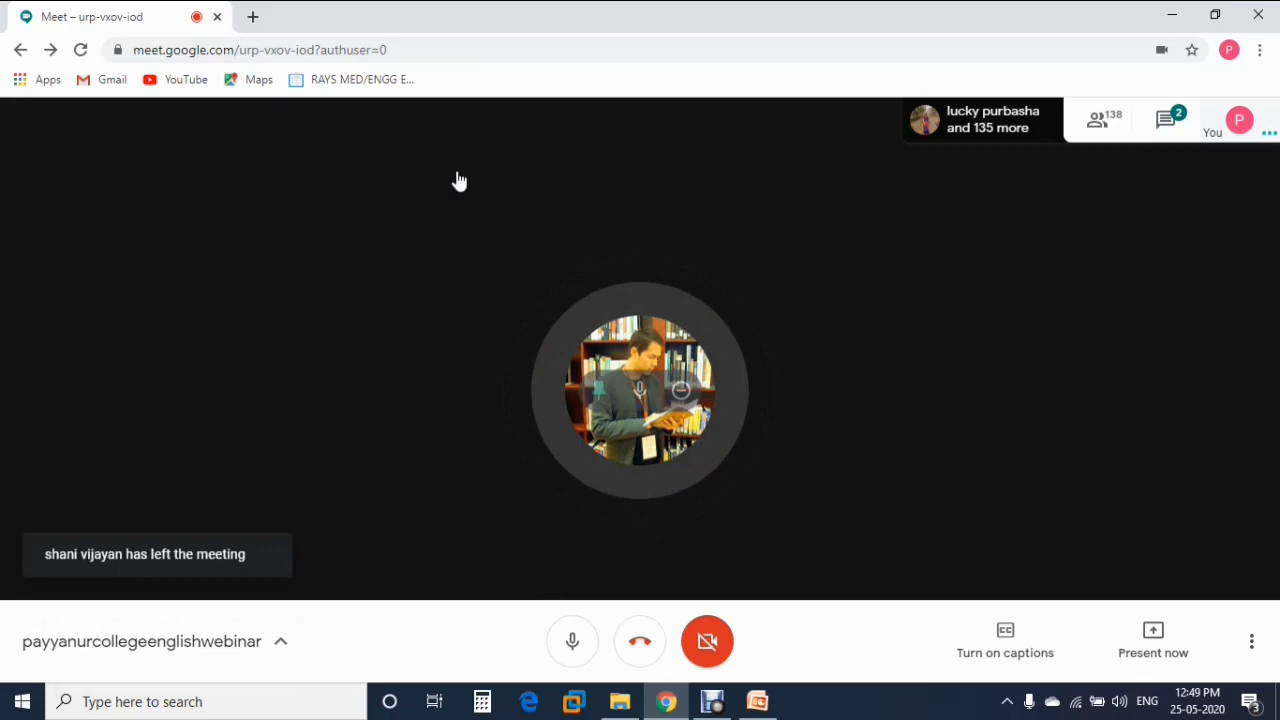 Meet – urp-vxov-iod
meet.google.com/urp-vxov-iod?authuser=0
P
Apps
Gmail
YouTube
Maps
RAYS MED/ENGG E...
lucky purbasha
and 135 more
138
2
You
P
shani vijayan has left the meeting
payyanurcollegeenglishwebinar
CC
Turn on captions
Present now
Type here to search
ENG
12:49 PM
25-05-2020
3